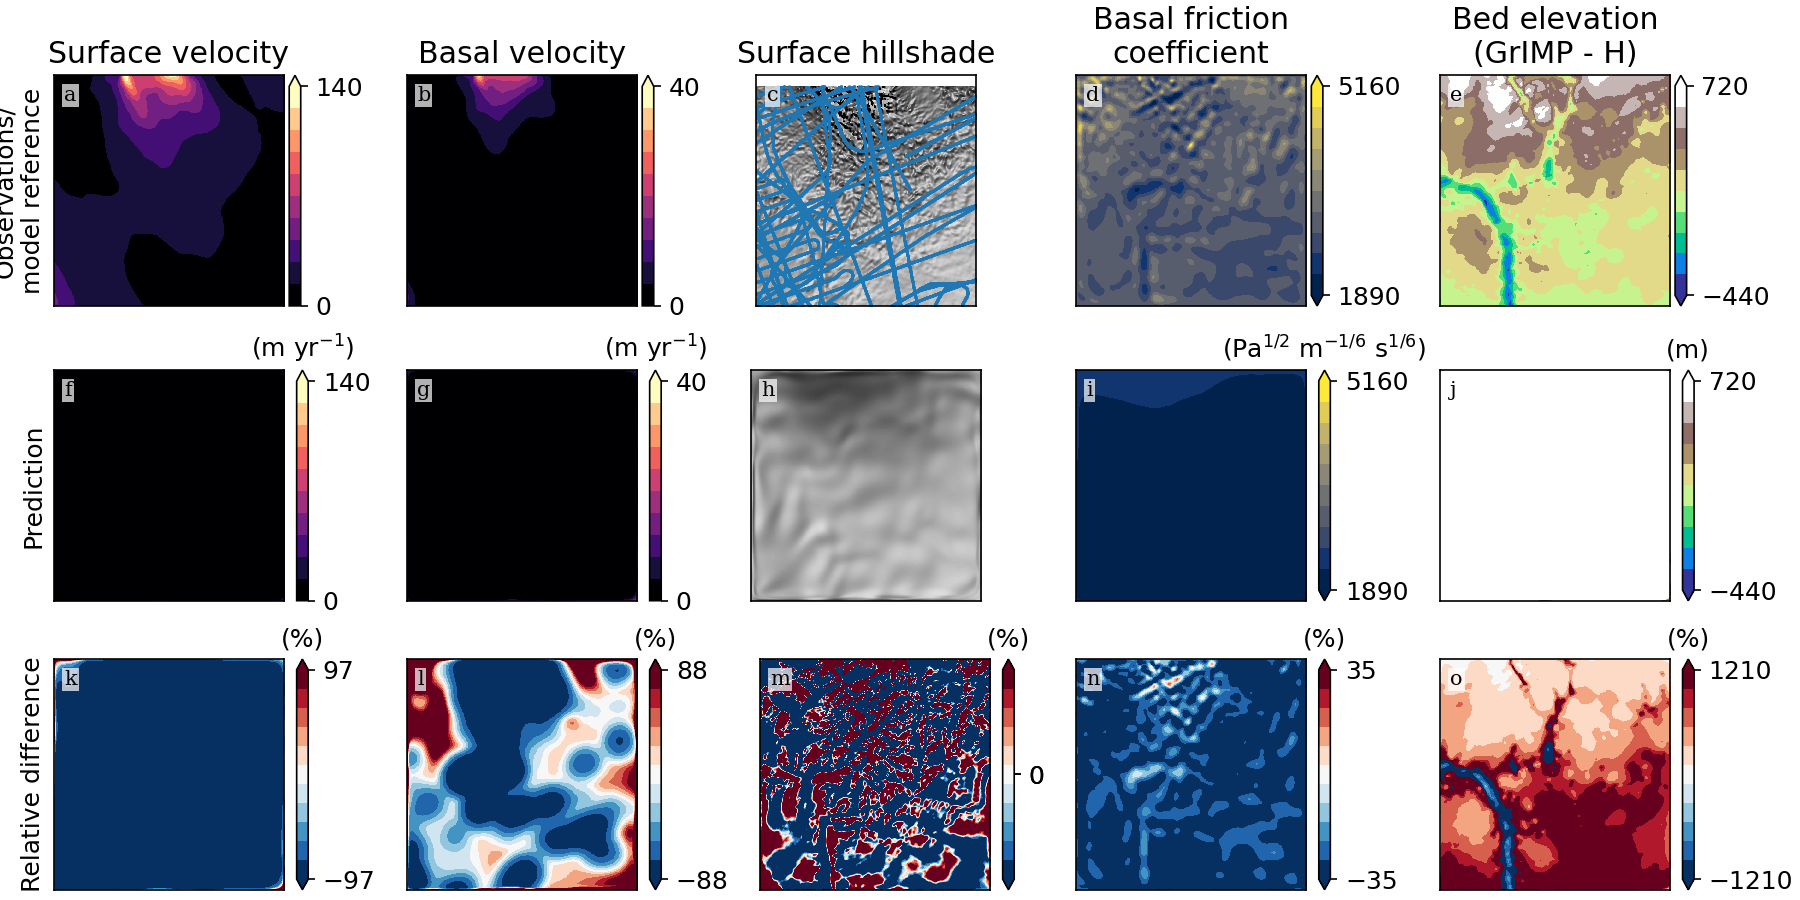 Surface velocity
Basal velocity
Surface hillshade
Basal friction
coefficient
Bed elevation
(GrIMP - H)
Observations/
model reference
a
140
0
b
40
0
c
d
5160
1890
e
720
−440
(m yr−1)
(m yr−1)
(Pa1/2 m−1/6 s1/6)
(m)
Prediction
f
140
0
g
40
0
h
i
5160
1890
j
720
−440
(%)
(%)
(%)
(%)
(%)
Relative difference
k
97
−97
l
88
−88
m
0
n
35
−35
o
1210
−1210